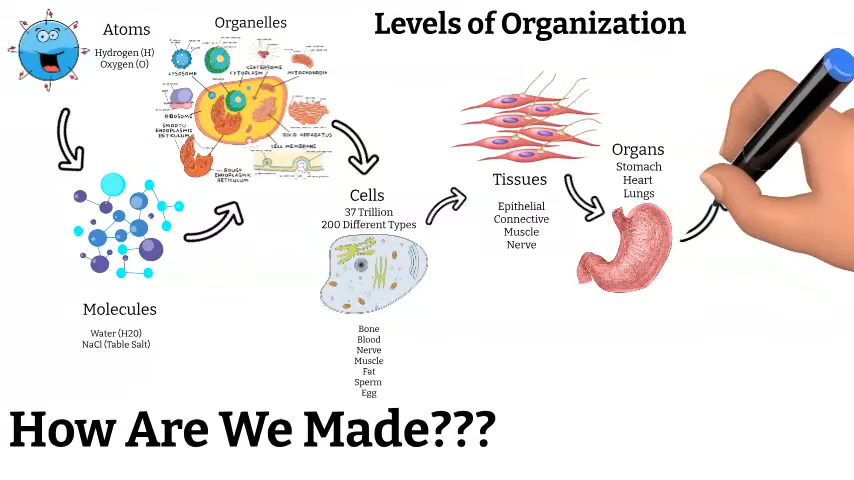 Levels of Organization
Atoms
Hydrogen (H)
Oxygen (O)
Organelles
LYSOSOME
CYTOPLASM
CENTERSOME
MITOCHONDRIA
RIBOSOME
SMOOTH
ENDOPLASMIC
RETICULUM
GOLGI APPARATUS
CELL MEMBRANE
ROUGH
ENDOPLASMIC
RETICULUM
Molecules
Water (H20)
NaCl (Table Salt)
Cells
37 Trillion
200 Different Types
Bone
Blood
Nerve
Muscle
Fat
Sperm
Egg
Tissues
Epithelial
Connective
Muscle
Nerve
Organs
Stomach
Heart
Lungs
How Are We Made???